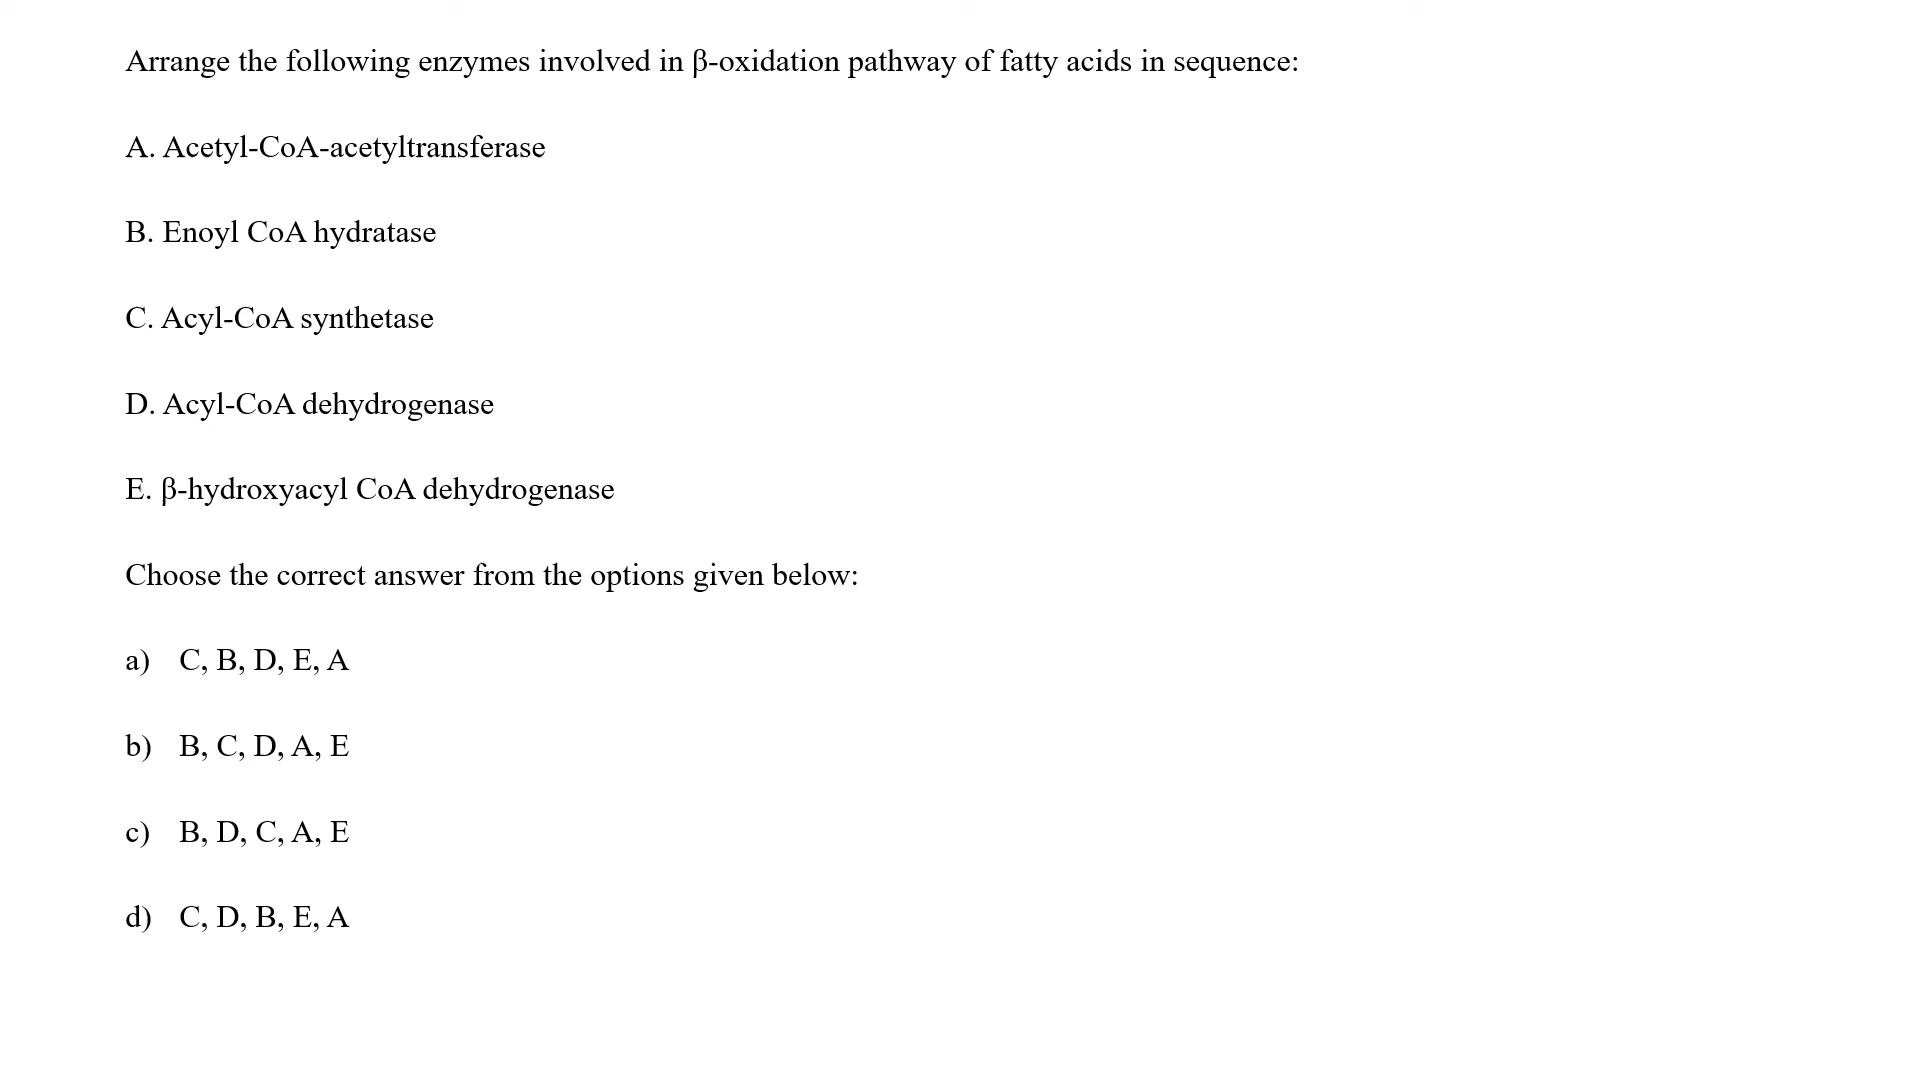 Arrange the following enzymes involved in β-oxidation pathway of fatty acids in sequence:
A. Acetyl-CoA-acetyltransferase
B. Enoyl CoA hydratase
C. Acyl-CoA synthetase
D. Acyl-CoA dehydrogenase
E. β-hydroxyacyl CoA dehydrogenase
Choose the correct answer from the options given below:
a) C, B, D, E, A
b) B, C, D, A, E
c) B, D, C, A, E
d) C, D, B, E, A